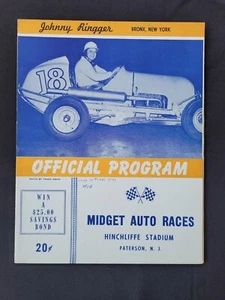 Johnny Ringger
BRONX, NEW YORK
18
OFFICIAL PROGRAM
WIN
A
$25.00
SAVINGS
BOND
20¢
MIDGET AUTO RACES
HINCHLIFFE STADIUM
PATERSON, N. J.